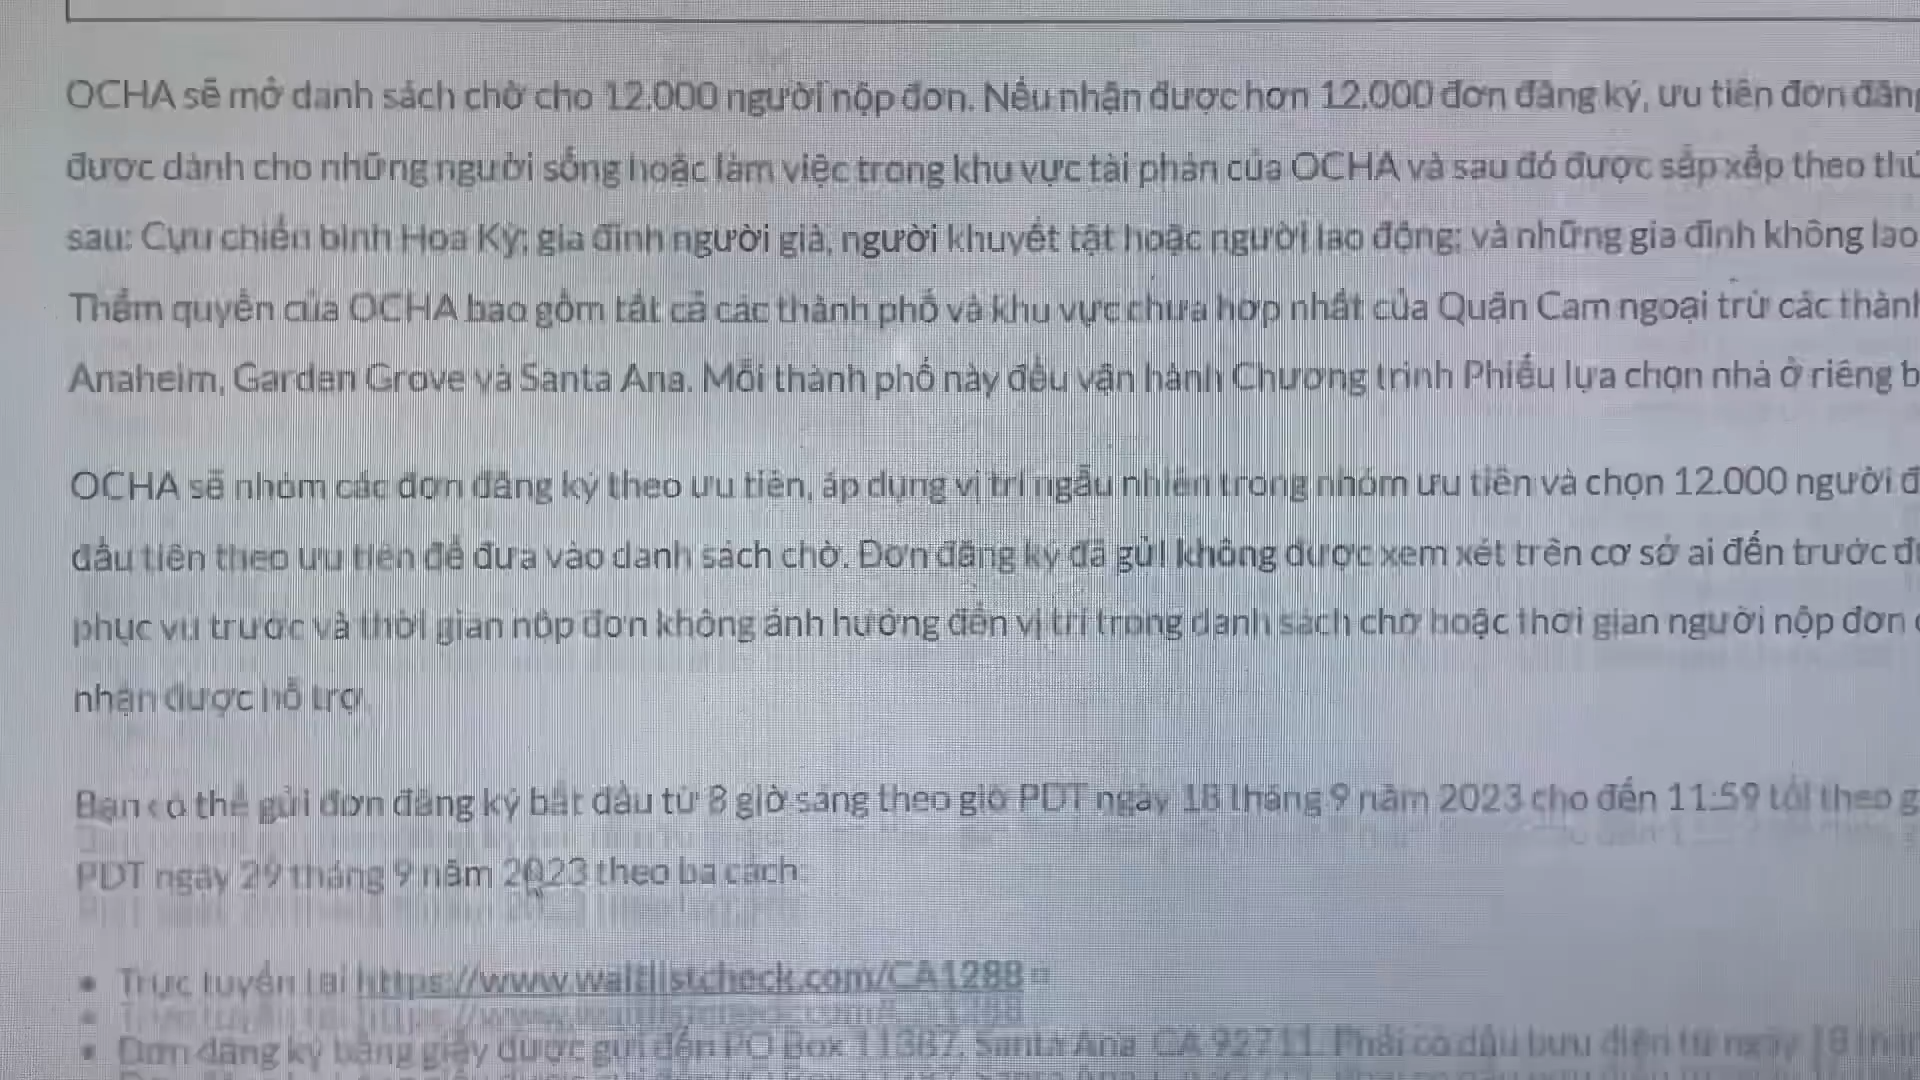 OCHA sẽ mở danh sách chờ cho 12.000 người nộp đơn. Nếu nhận được hơn 12.000 đơn đăng ký, ưu tiên đơn đăng
được dành cho những người sống hoặc làm việc trong khu vực tài phán của OCHA và sau đó được sắp xếp theo thứ
sau: Cựu chiến binh Hoa Kỳ; gia đình người già, người khuyết tật hoặc người lao động; và những gia đình không lao
Thẩm quyền của OCHA bao gồm tất cả các thành phố và khu vực chưa hợp nhất của Quận Cam ngoại trừ các thành
Anaheim, Garden Grove và Santa Ana. Mỗi thành phố này đều vận hành Chương trình Phiếu lựa chọn nhà ở riêng b
OCHA sẽ nhóm các đơn đăng ký theo ưu tiên, áp dụng vị trí ngẫu nhiên trong nhóm ưu tiên và chọn 12.000 người đ
đầu tiên theo ưu tiên để đưa vào danh sách chờ. Đơn đăng ký đã gửi không được xem xét trên cơ sở ai đến trước đ
phục vụ trước và thời gian nộp đơn không ảnh hưởng đến vị trí trong danh sách chờ hoặc thời gian người nộp đơn
nhận được hỗ trợ.
Bạn có thể gửi đơn đăng ký bắt đầu từ 8 giờ sáng theo giờ PDT ngày 18 tháng 9 năm 2023 cho đến 11:59 tối theo g
PDT ngày 29 tháng 9 năm 2023 theo ba cách:
• Trực tuyến tại https://www.waitlistcheck.com/CA1288
• Đơn đăng ký bằng giấy được gửi đến PO Box 11387, Santa Ana CA 92711. Phải có dấu bưu điện từ ngày 18